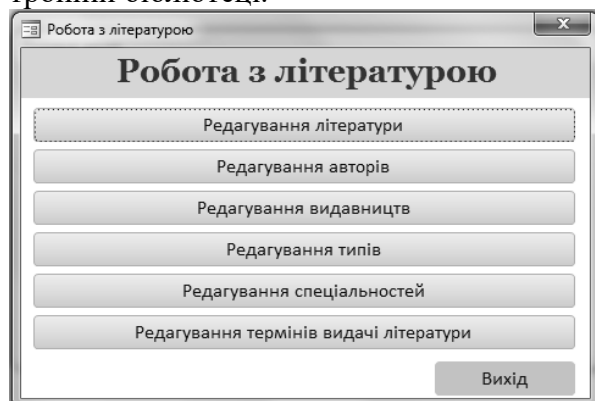 Робота з літературою
Робота з літературою
Редагування літератури
Редагування авторів
Редагування видавництв
Редагування типів
Редагування спеціальностей
Редагування термінів видачі літератури
Вихід